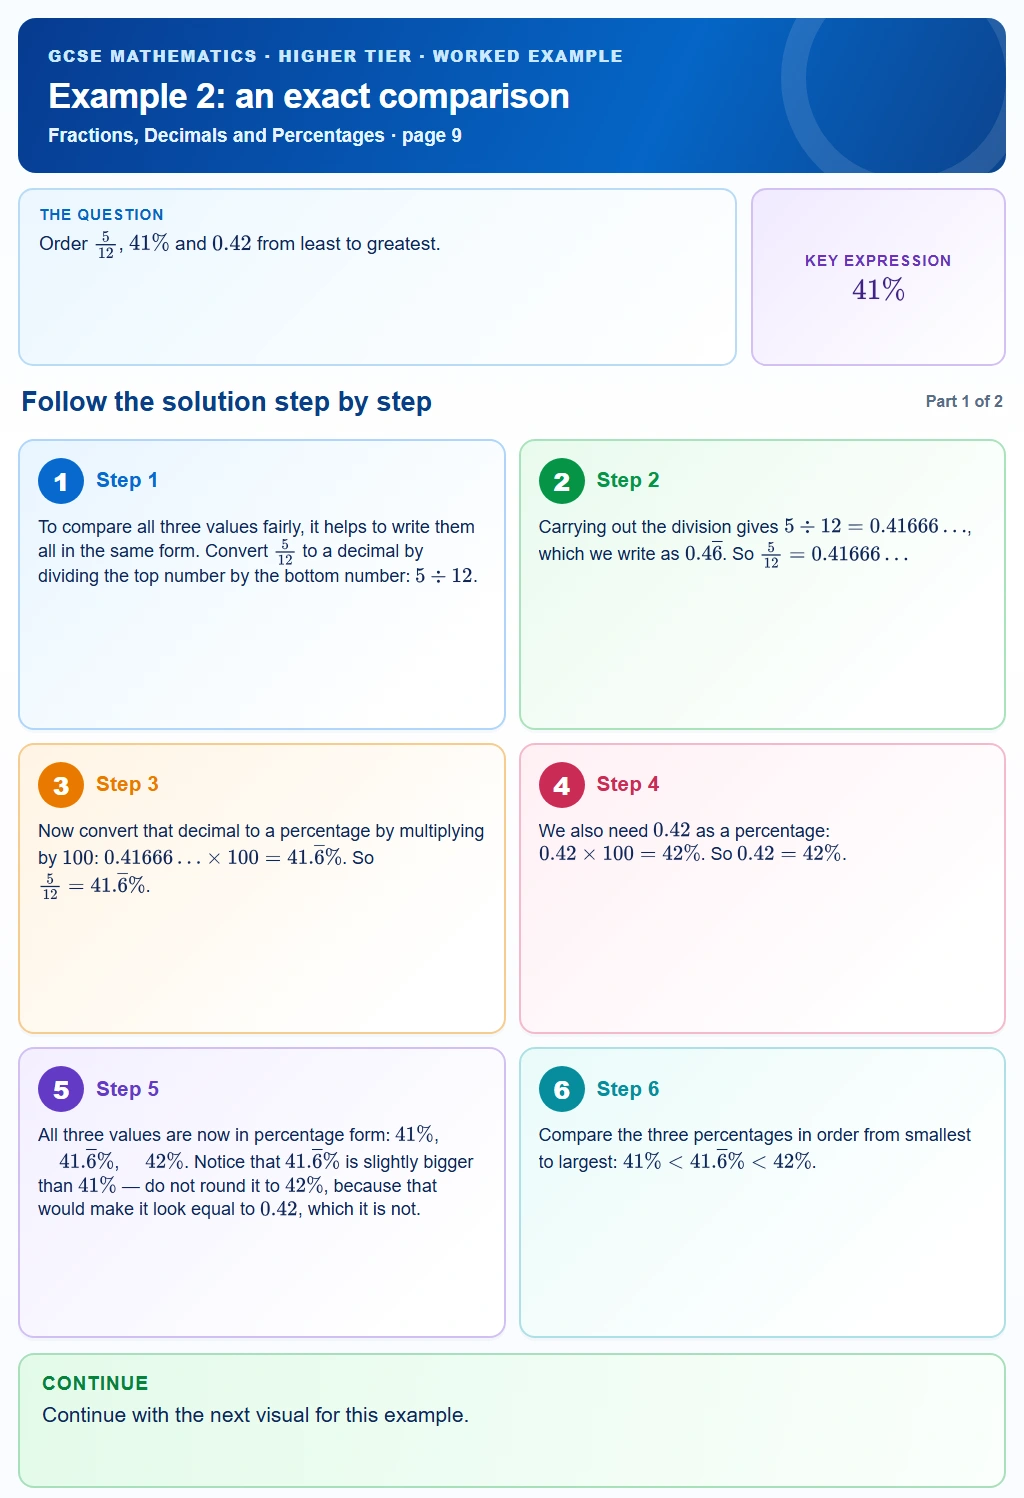 GCSE MATHEMATICS · HIGHER TIER · WORKED EXAMPLE
Example 2: an exact comparison
Fractions, Decimals and Percentages · page 9
THE QUESTION
Order 5/12, 41% and 0.42 from least to greatest.
KEY EXPRESSION
41%
Follow the solution step by step
Part 1 of 2
1 Step 1
To compare all three values fairly, it helps to write them
all in the same form. Convert 5/12 to a decimal by
dividing the top number by the bottom number: 5 ÷ 12.
2 Step 2
Carrying out the division gives 5 ÷ 12 = 0.41666…,
which we write as 0.46̅. So 5/12 = 0.41666…
3 Step 3
Now convert that decimal to a percentage by multiplying
by 100: 0.41666… × 100 = 41.6̅%. So
5/12 = 41.6̅%.
4 Step 4
We also need 0.42 as a percentage:
0.42 × 100 = 42%. So 0.42 = 42%.
5 Step 5
All three values are now in percentage form: 41%,
41.6̅%, 42%. Notice that 41.6̅% is slightly bigger
than 41% — do not round it to 42%, because that
would make it look equal to 0.42, which it is not.
6 Step 6
Compare the three percentages in order from smallest
to largest: 41% < 41.6̅% < 42%.
CONTINUE
Continue with the next visual for this example.